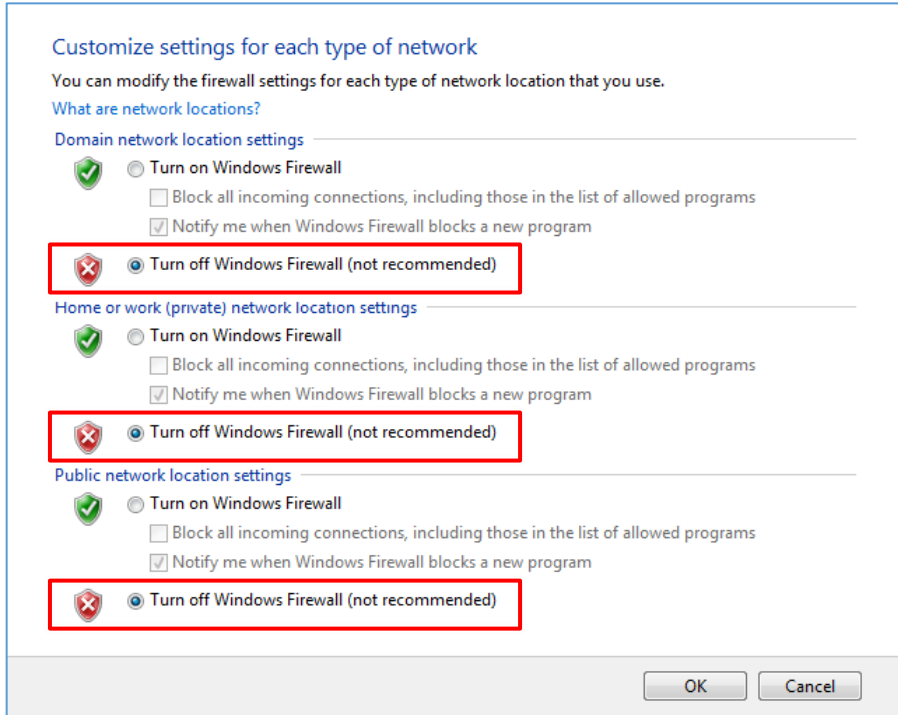 Customize settings for each type of network
You can modify the firewall settings for each type of network location that you use.
What are network locations?
Domain network location settings
Turn on Windows Firewall
Block all incoming connections, including those in the list of allowed programs
Notify me when Windows Firewall blocks a new program
Turn off Windows Firewall (not recommended)
Home or work (private) network location settings
Turn on Windows Firewall
Block all incoming connections, including those in the list of allowed programs
Notify me when Windows Firewall blocks a new program
Turn off Windows Firewall (not recommended)
Public network location settings
Turn on Windows Firewall
Block all incoming connections, including those in the list of allowed programs
Notify me when Windows Firewall blocks a new program
Turn off Windows Firewall (not recommended)
OK Cancel